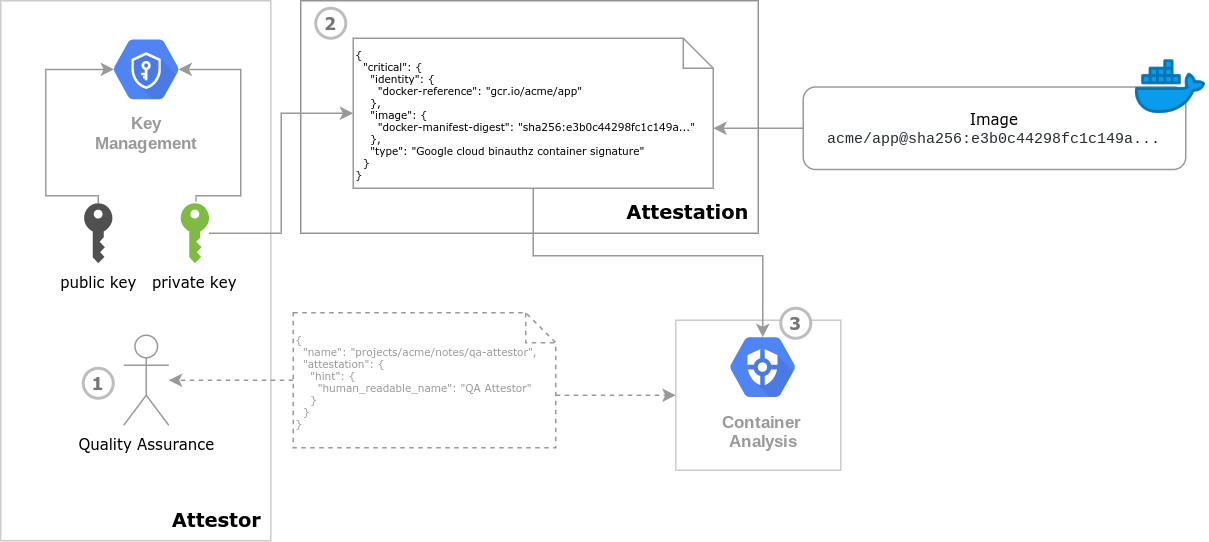 2
{
"critical": {
"identity": {
"docker-reference": "gcr.io/acme/app"
},
"image": {
"docker-manifest-digest": "sha256:e3b0c44298fc1c149a..."
},
"type": "Google cloud binauthz container signature"
}
}
Attestation
Key
Management
public key
private key
Image
acme/app@sha256:e3b0c44298fc1c149a...
1
Quality Assurance
Attestor
{
"name": "projects/acme/notes/qa-attestor",
"attestation": {
"hint": {
"human_readable_name": "QA Attestor"
}
}
}
3
Container
Analysis